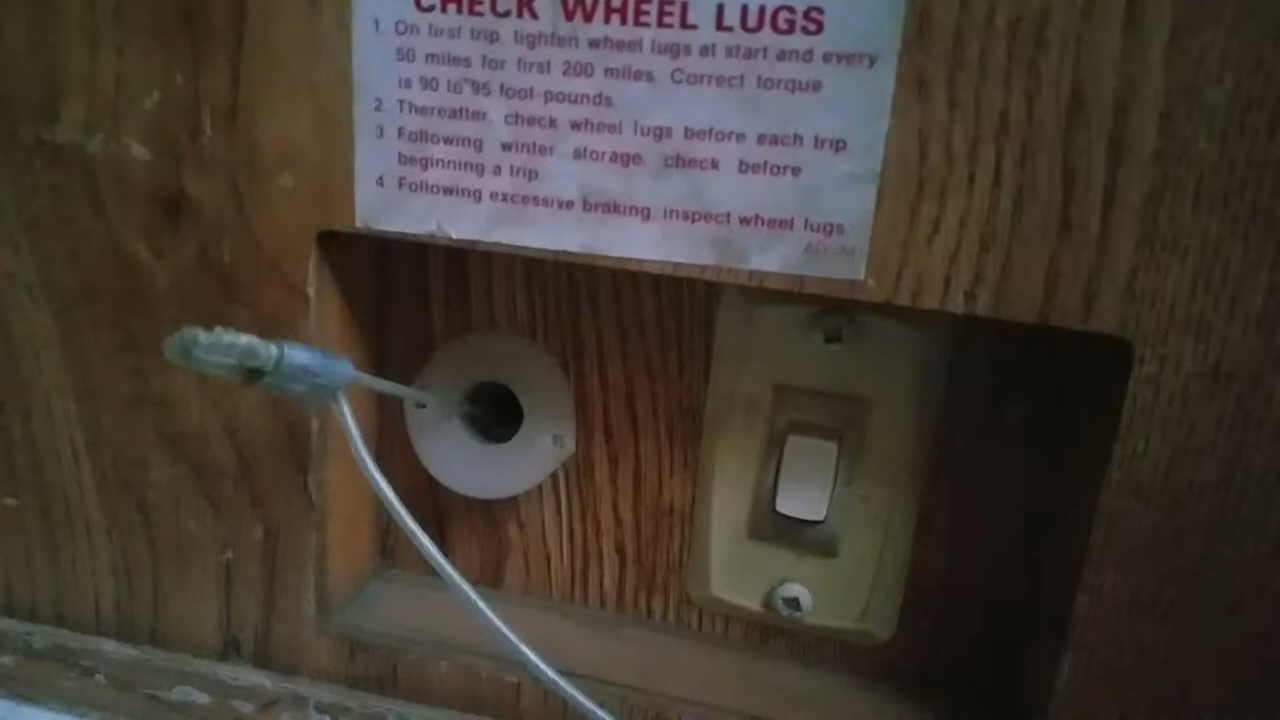 CHECK WHEEL LUGS
1. On first trip, tighten wheel lugs at start and every
50 miles for first 200 miles. Correct torque
is 90 to 95 foot-pounds.
2. Thereafter, check wheel lugs before each trip.
3. Following winter storage, check before
beginning a trip.
4. Following excessive braking, inspect wheel lugs.